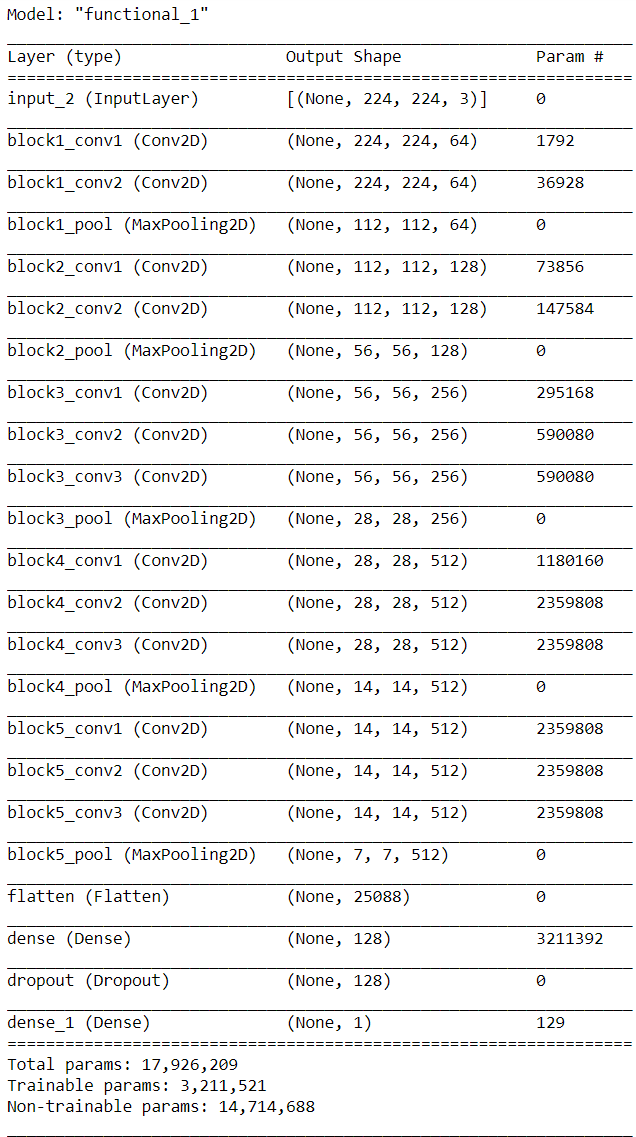 Model: "functional_1"
Layer (type) Output Shape Param #
input_2 (InputLayer) [(None, 224, 224, 3)] 0
block1_conv1 (Conv2D) (None, 224, 224, 64) 1792
block1_conv2 (Conv2D) (None, 224, 224, 64) 36928
block1_pool (MaxPooling2D) (None, 112, 112, 64) 0
block2_conv1 (Conv2D) (None, 112, 112, 128) 73856
block2_conv2 (Conv2D) (None, 112, 112, 128) 147584
block2_pool (MaxPooling2D) (None, 56, 56, 128) 0
block3_conv1 (Conv2D) (None, 56, 56, 256) 295168
block3_conv2 (Conv2D) (None, 56, 56, 256) 590080
block3_conv3 (Conv2D) (None, 56, 56, 256) 590080
block3_pool (MaxPooling2D) (None, 28, 28, 256) 0
block4_conv1 (Conv2D) (None, 28, 28, 512) 1180160
block4_conv2 (Conv2D) (None, 28, 28, 512) 2359808
block4_conv3 (Conv2D) (None, 28, 28, 512) 2359808
block4_pool (MaxPooling2D) (None, 14, 14, 512) 0
block5_conv1 (Conv2D) (None, 14, 14, 512) 2359808
block5_conv2 (Conv2D) (None, 14, 14, 512) 2359808
block5_conv3 (Conv2D) (None, 14, 14, 512) 2359808
block5_pool (MaxPooling2D) (None, 7, 7, 512) 0
flatten (Flatten) (None, 25088) 0
dense (Dense) (None, 128) 3211392
dropout (Dropout) (None, 128) 0
dense_1 (Dense) (None, 1) 129
Total params: 17,926,209
Trainable params: 3,211,521
Non-trainable params: 14,714,688